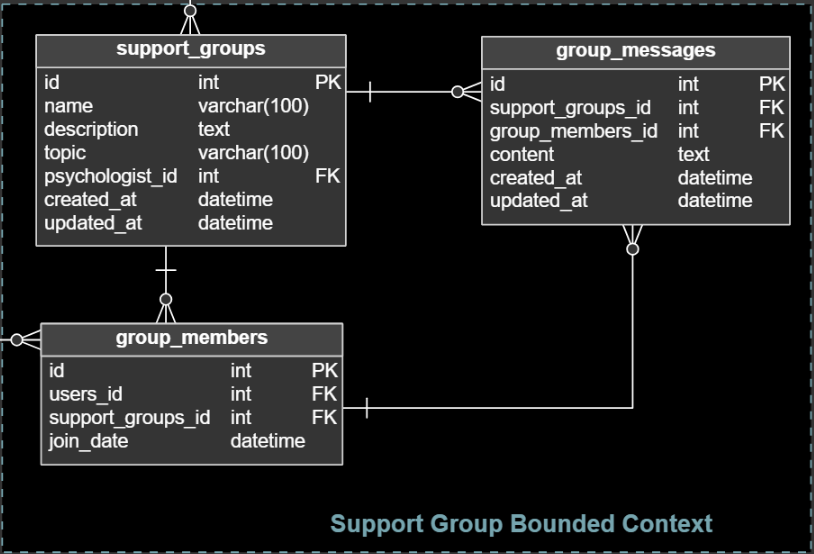 support_groups
id int PK
name varchar(100)
description text
topic varchar(100)
psychologist_id int FK
created_at datetime
updated_at datetime
group_messages
id int PK
support_groups_id int FK
group_members_id int FK
content text
created_at datetime
updated_at datetime
group_members
id int PK
users_id int FK
support_groups_id int FK
join_date datetime
Support Group Bounded Context